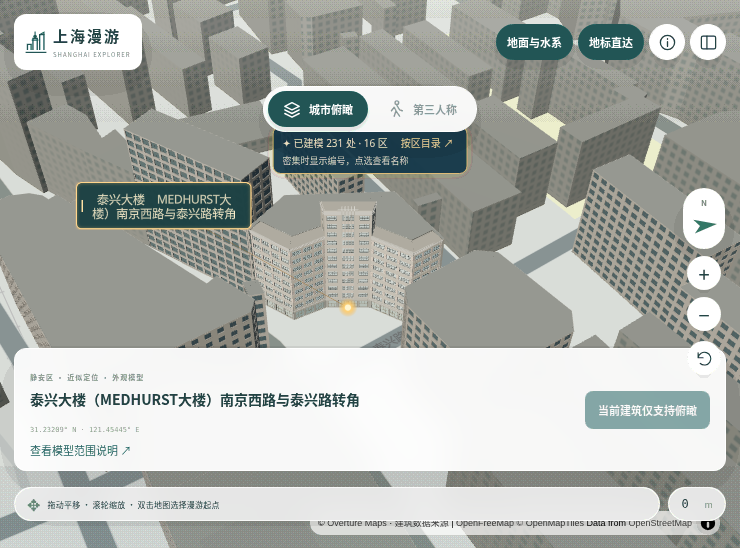 上海漫游
SHANGHAI EXPLORER
地面与水系
地标直达
城市俯瞰
第三人称
✦ 已建模 231 处 · 16 区 按区目录 ↗
密集时显示编号，点选查看名称
泰兴大楼 MEDHURST大
楼）南京西路与泰兴路转角
N
+
−
静安区 · 近似定位 · 外观模型
泰兴大楼（MEDHURST大楼）南京西路与泰兴路转角
当前建筑仅支持俯瞰
31.23209° N · 121.45445° E
查看模型范围说明 ↗
拖动平移 · 滚轮缩放 · 双击地图选择漫游起点
0 m
© Overture Maps · 建筑数据来源 | OpenFreeMap © OpenMapTiles Data from OpenStreetMap